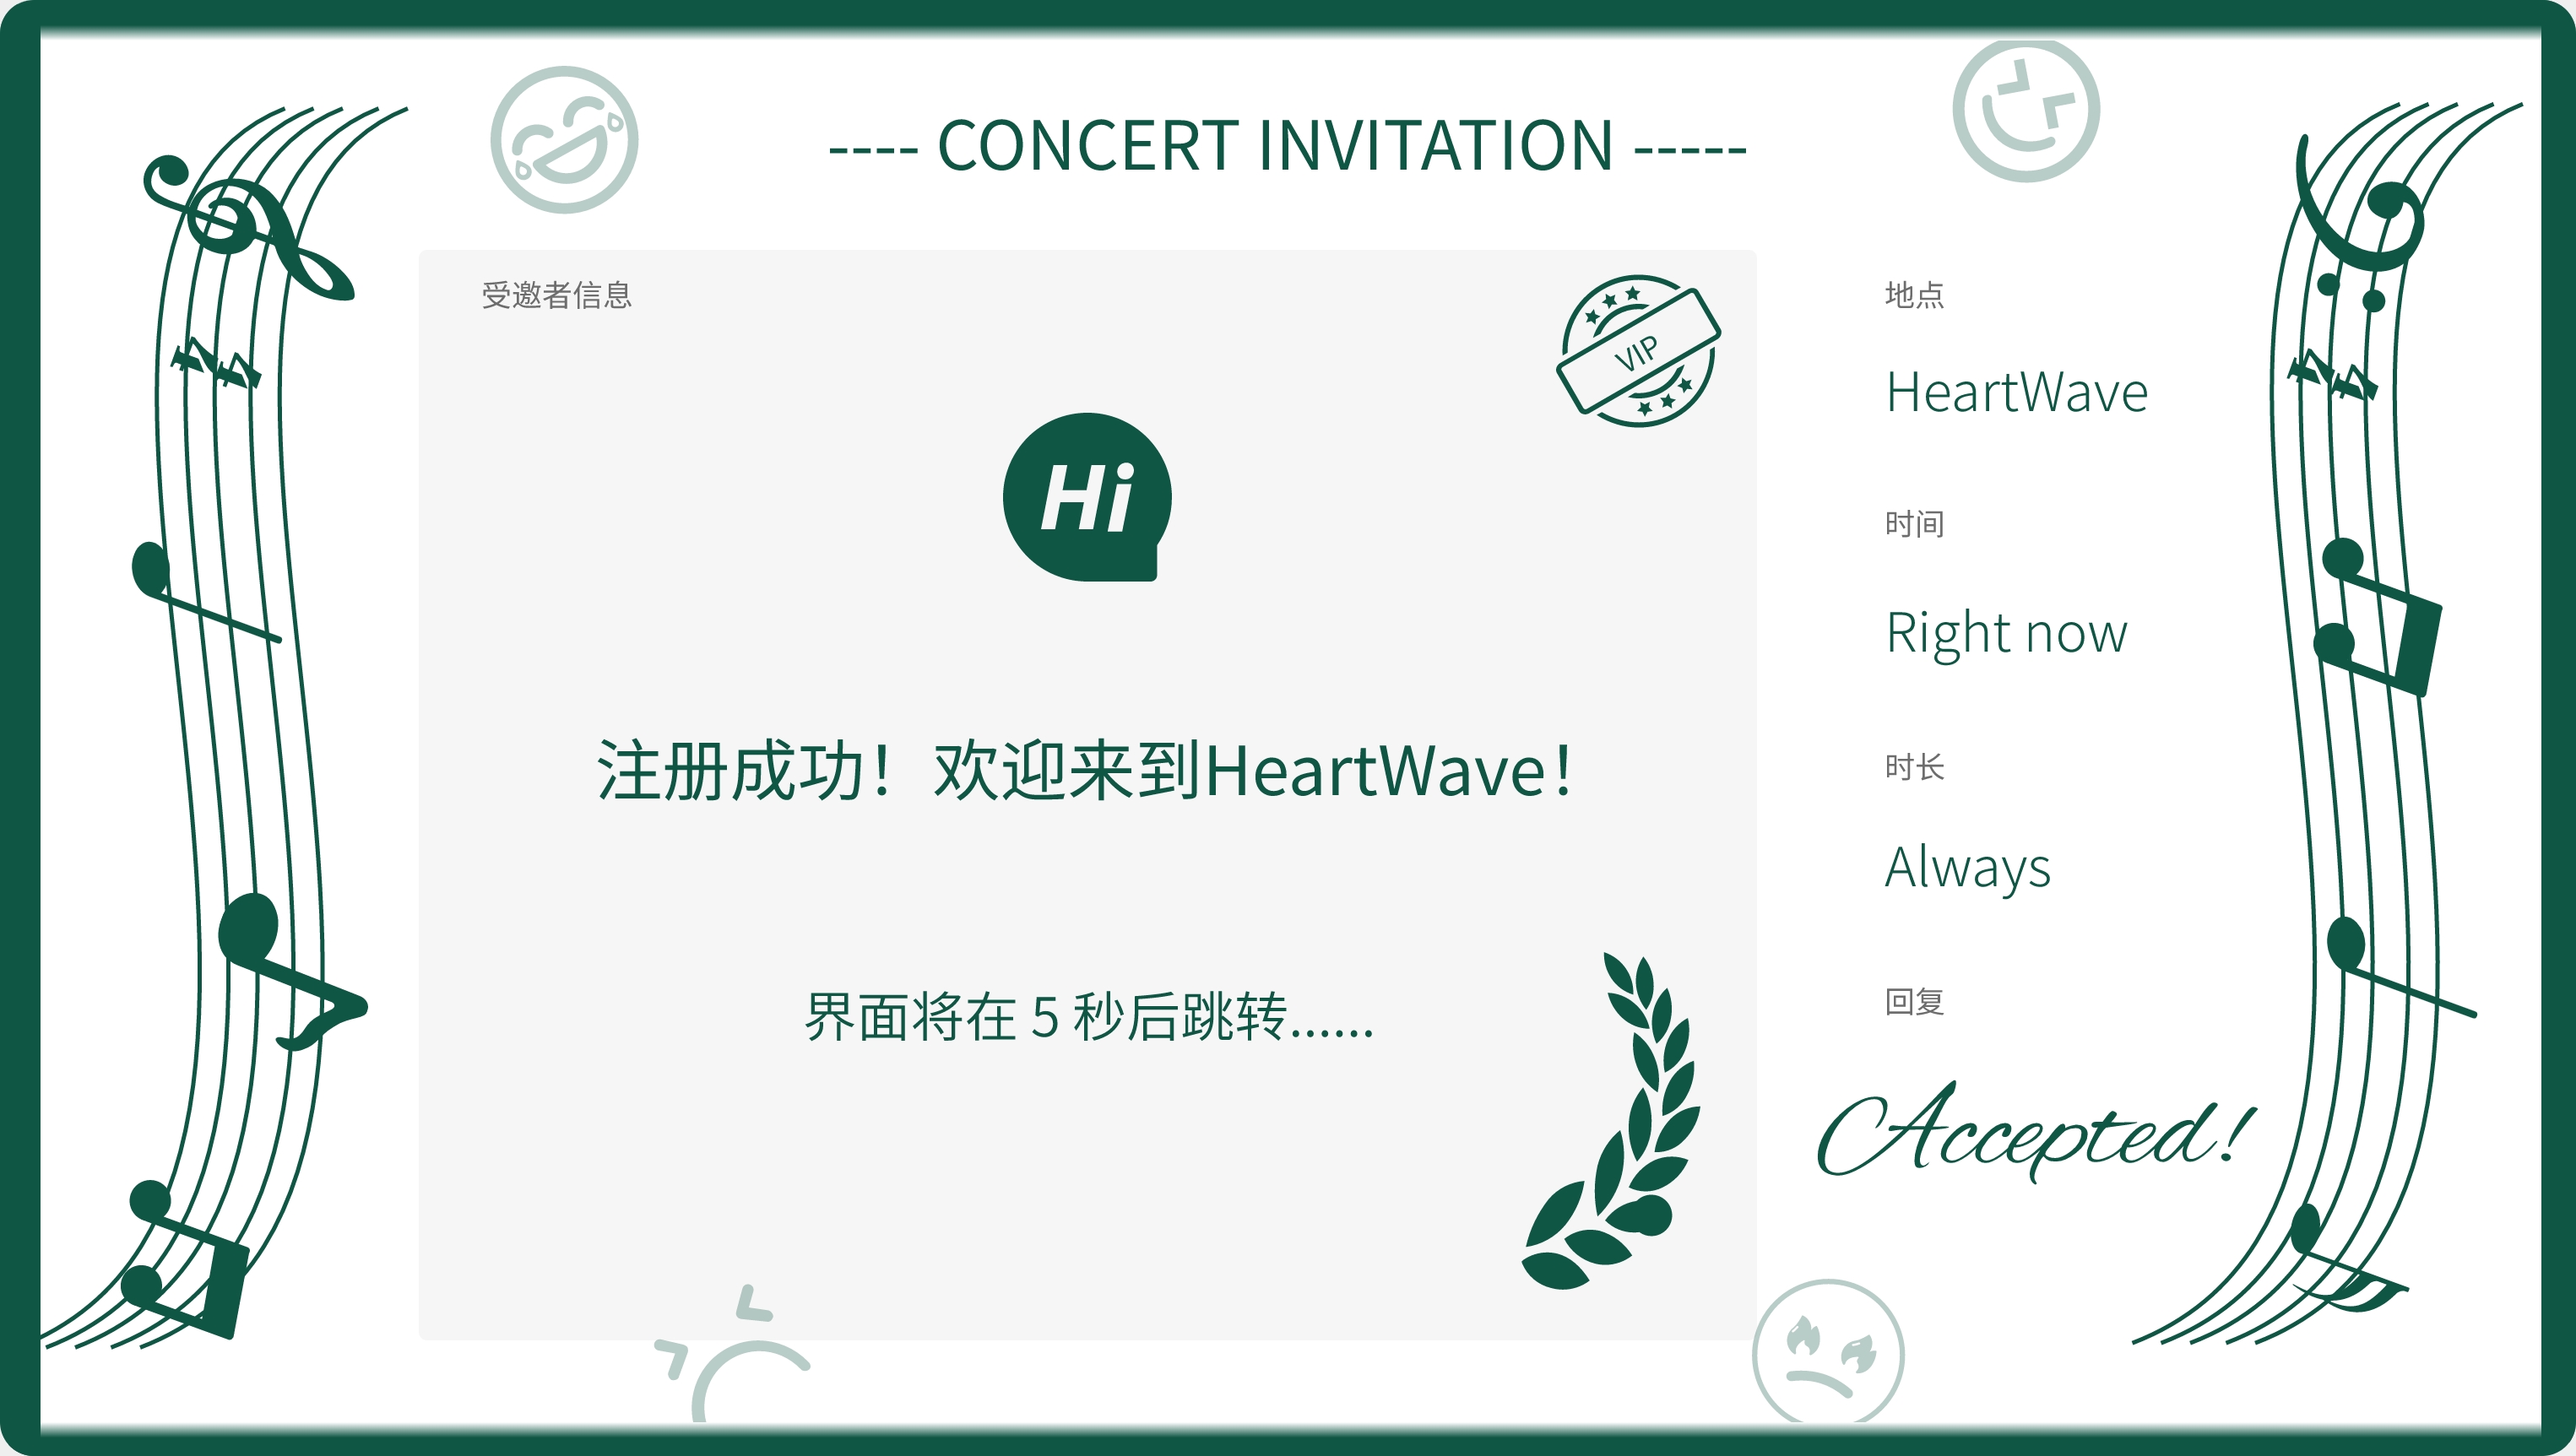 ---- CONCERT INVITATION -----
受邀者信息
VIP
Hi
注册成功！欢迎来到HeartWave！
界面将在 5 秒后跳转......
地点
HeartWave
时间
Right now
时长
Always
回复
Accepted!